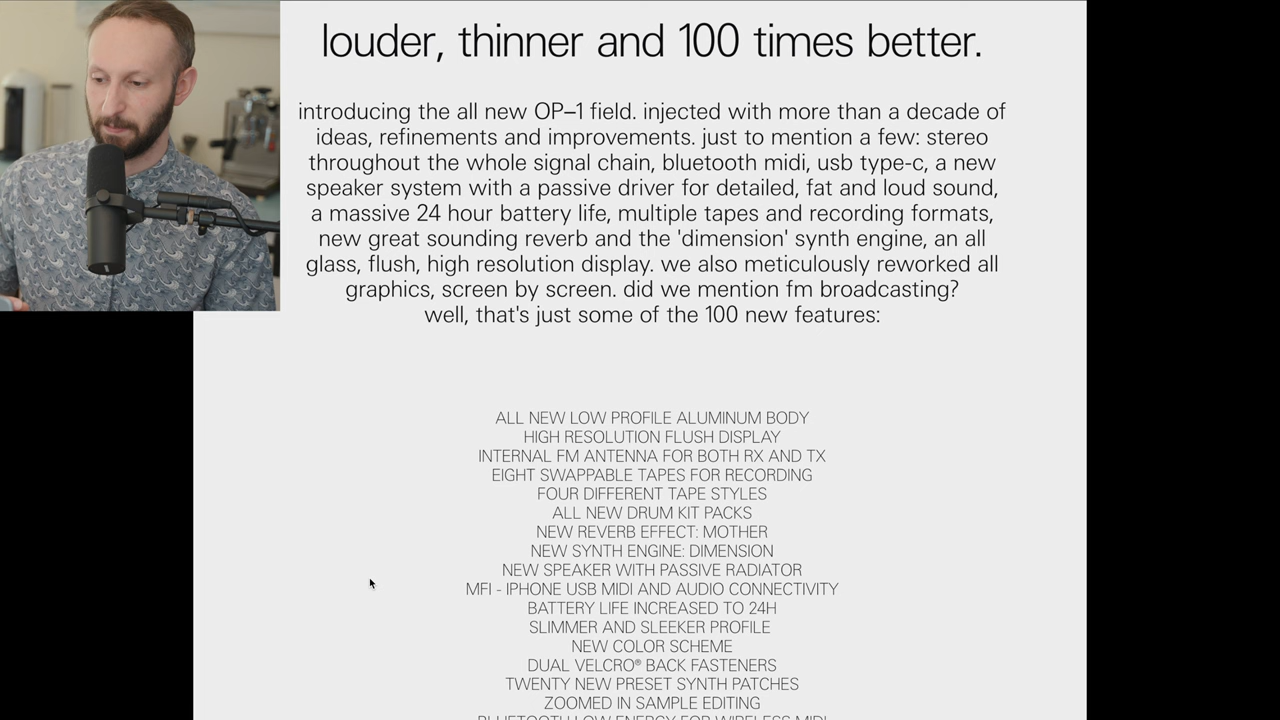 louder, thinner and 100 times better.
introducing the all new OP–1 field. injected with more than a decade of
ideas, refinements and improvements. just to mention a few: stereo
throughout the whole signal chain, bluetooth midi, usb type-c, a new
speaker system with a passive driver for detailed, fat and loud sound,
a massive 24 hour battery life, multiple tapes and recording formats,
new great sounding reverb and the 'dimension' synth engine, an all
glass, flush, high resolution display. we also meticulously reworked all
graphics, screen by screen. did we mention fm broadcasting?
well, that's just some of the 100 new features:
ALL NEW LOW PROFILE ALUMINUM BODY
HIGH RESOLUTION FLUSH DISPLAY
INTERNAL FM ANTENNA FOR BOTH RX AND TX
EIGHT SWAPPABLE TAPES FOR RECORDING
FOUR DIFFERENT TAPE STYLES
ALL NEW DRUM KIT PACKS
NEW REVERB EFFECT: MOTHER
NEW SYNTH ENGINE: DIMENSION
NEW SPEAKER WITH PASSIVE RADIATOR
MFI - IPHONE USB MIDI AND AUDIO CONNECTIVITY
BATTERY LIFE INCREASED TO 24H
SLIMMER AND SLEEKER PROFILE
NEW COLOR SCHEME
DUAL VELCRO® BACK FASTENERS
TWENTY NEW PRESET SYNTH PATCHES
ZOOMED IN SAMPLE EDITING
BLUETOOTH LOW ENERGY FOR WIRELESS MIDI